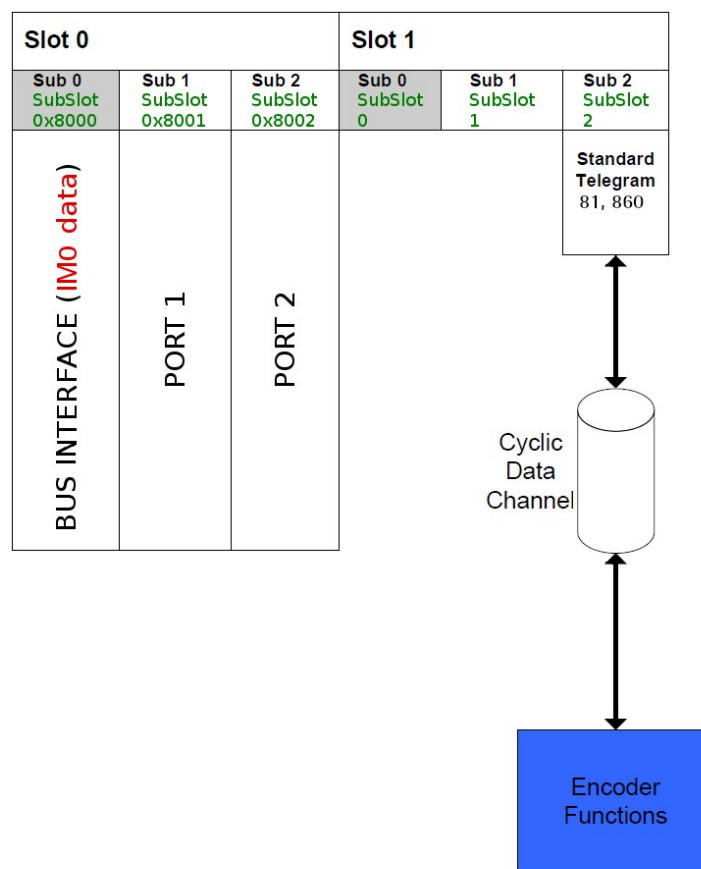 Slot 0
Slot 1
Sub 0
SubSlot
0x8000
Sub 1
SubSlot
0x8001
Sub 2
SubSlot
0x8002
Sub 0
SubSlot
0
Sub 1
SubSlot
1
Sub 2
SubSlot
2
BUS INTERFACE (IM0 data)
PORT 1
PORT 2
Standard
Telegram
81, 860
Cyclic
Data
Channel
Encoder
Functions